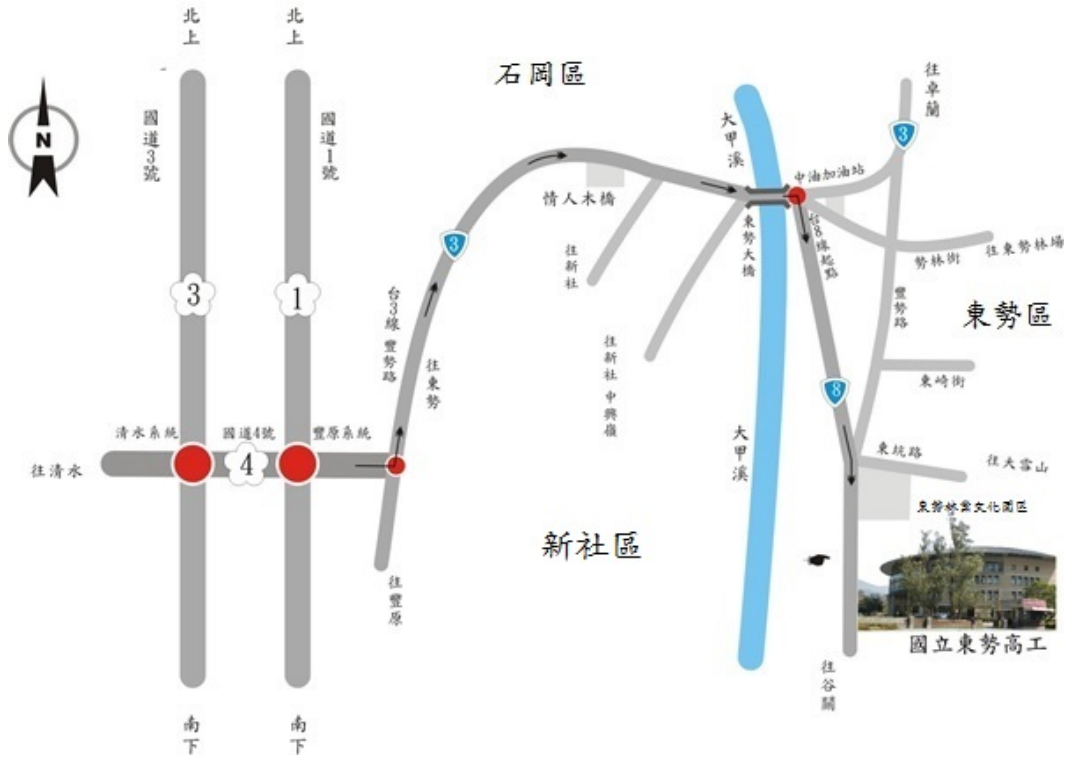 北上
北上
石岡區
往卓蘭
N
國道3號
國道1號
大甲溪
3
中油加油站
情人木橋
東勢大橋
台8線起點
勢林街
往東勢林場
3
往新社
3
1
台3線 豐勢路
往東勢
豐勢路
東勢區
往新社 中興嶺
東崎街
8
清水系統
國道4號
豐原系統
大甲溪
往清水
4
東坑路
往大雪山
東勢林業文化園區
新社區
往豐原
國立東勢高工
往谷關
南下
南下